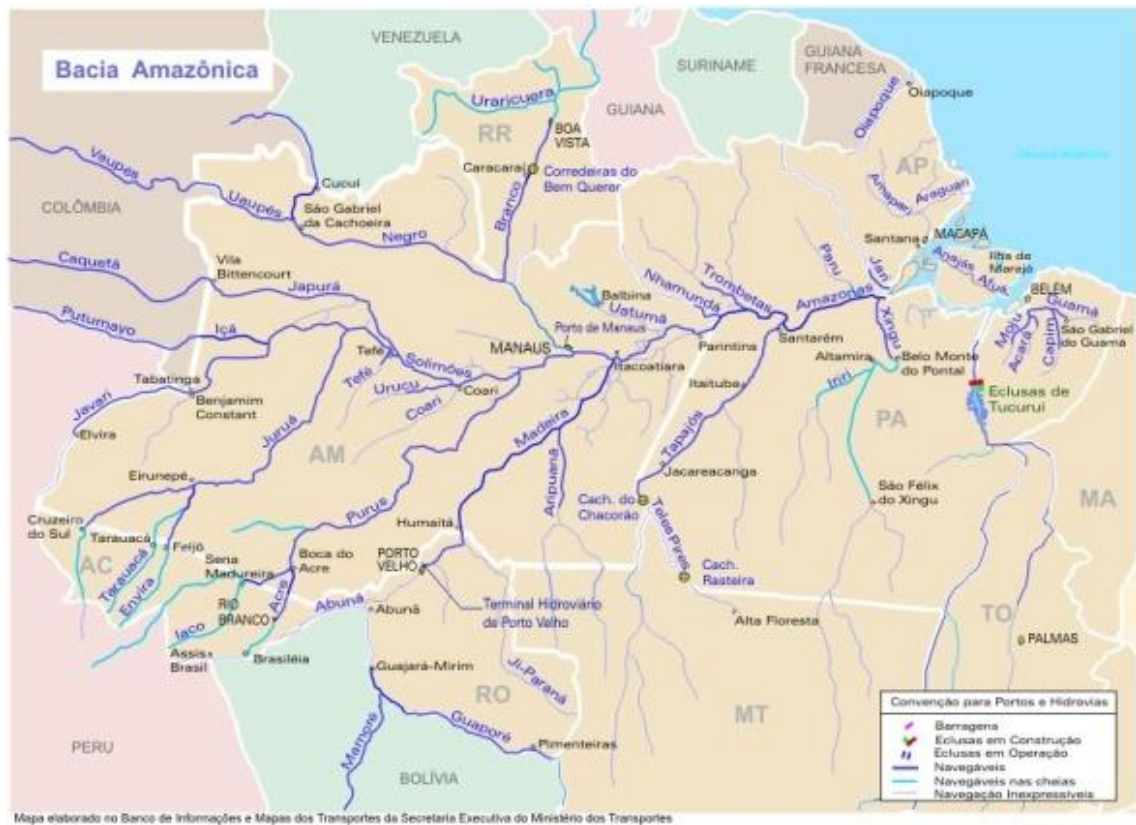 Bacia Amazônica
VENEZUELA
SURINAME
GUIANA
FRANCESA
GUIANA
COLÔMBIA
PERU
BOLÍVIA
RR
AP
AM
PA
AC
RO
MT
TO
MA
Uraricuera
BOA
VISTA
Caracaraí
Corredeiras do
Bem Querer
Branco
Oiapoque
Oiapoque
Araguari
Amapari
Vaupés
Uaupés
Cucuí
São Gabriel
da Cachoeira
Negro
Caquetá
Vila
Bittencourt
Japurá
Putumayo
Içá
Santana
MACAPÁ
Ilha de
Marajó
Anajás
Afuá
Paru
Jari
Amazonas
Xingu
Trombetas
Nhamundá
Balbina
Uatumã
Porto de Manaus
MANAUS
Itacoatiara
Parintina
Santarém
BELÉM
Guamá
Moju
Acará
Capim
São Gabriel
do Guamá
Altamira
Belo Monte
do Pontal
Iriri
Eclusas de
Tucuruí
Tabatinga
Benjamim
Constant
Javari
Elvira
Tefé
Tefé
Solimões
Urucu
Coari
Coari
Juruá
Eirunepé
Madeira
Itaituba
Tapajós
Jacareacanga
Aripuanã
Cach. do
Chacorão
Teles Pires
Cach.
Rasteira
Alta Floresta
São Félix
do Xingu
Purus
Humaitá
Cruzeiro
do Sul
Tarauacá
Feijó
Tarauacá
Envira
Sena
Madureira
Boca do
Acre
Acre
RIO
BRANCO
Iaco
Assis
Brasil
Brasiléia
Abunã
Abunã
PORTO
VELHO
Terminal Hidroviário
de Porto Velho
Guajará-Mirim
Mamoré
Guaporé
Ji-Paraná
Pimenteiras
PALMAS
Convenção para Portos e Hidrovias
Barragena
Eclusas em Construção
Eclusas em Operação
Navegáveis
Navegáveis nas cheias
Navegação Inexpressíveis
Mapa elaborado no Banco de Informações e Mapas dos Transportes da Secretaria Executiva do Ministério dos Transportes